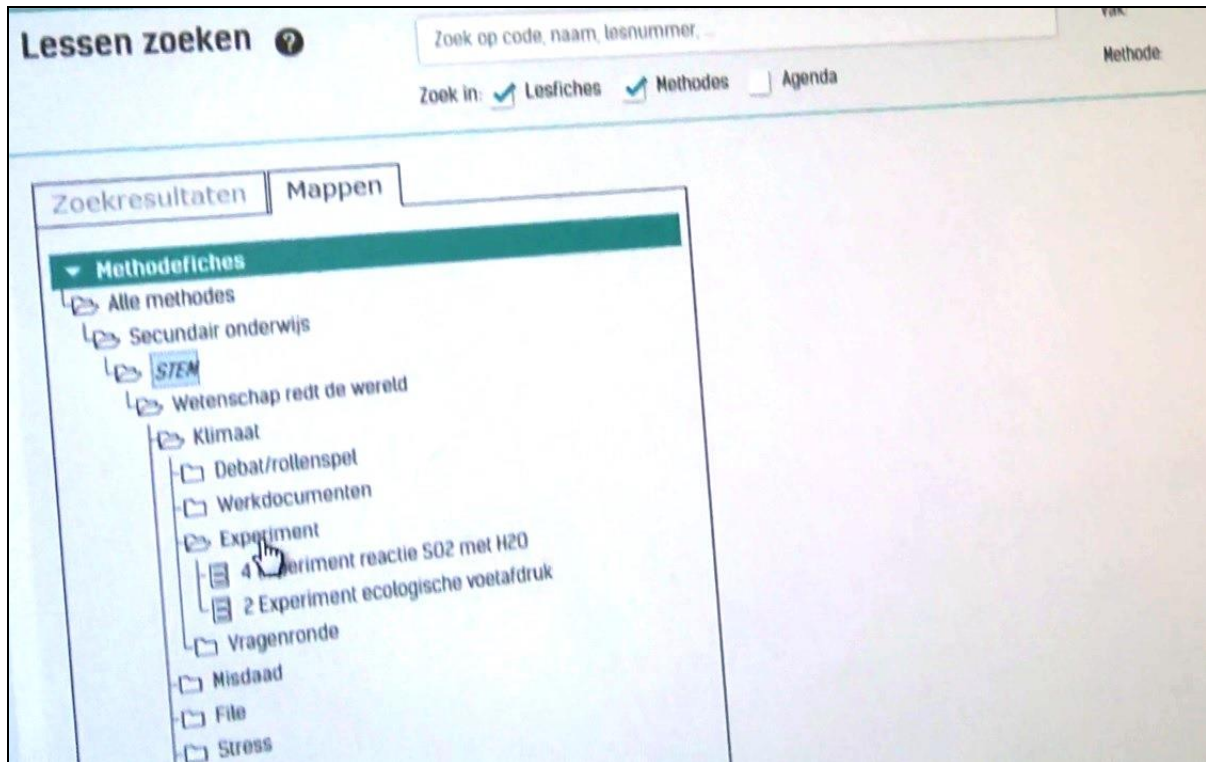 Lessen zoeken ?
Zoek op code, naam, lesnummer, ...
Vak:
Zoek in: Lesfiches Methodes Agenda
Methode:
Zoekresultaten Mappen
Methodefiches
Alle methodes
Secundair onderwijs
STEM
Wetenschap redt de wereld
Klimaat
Debat/rollenspel
Werkdocumenten
Experiment
4 eriment reactie SO2 met H2O
2 Experiment ecologische voetafdruk
Vragenronde
Misdaad
File
Stress